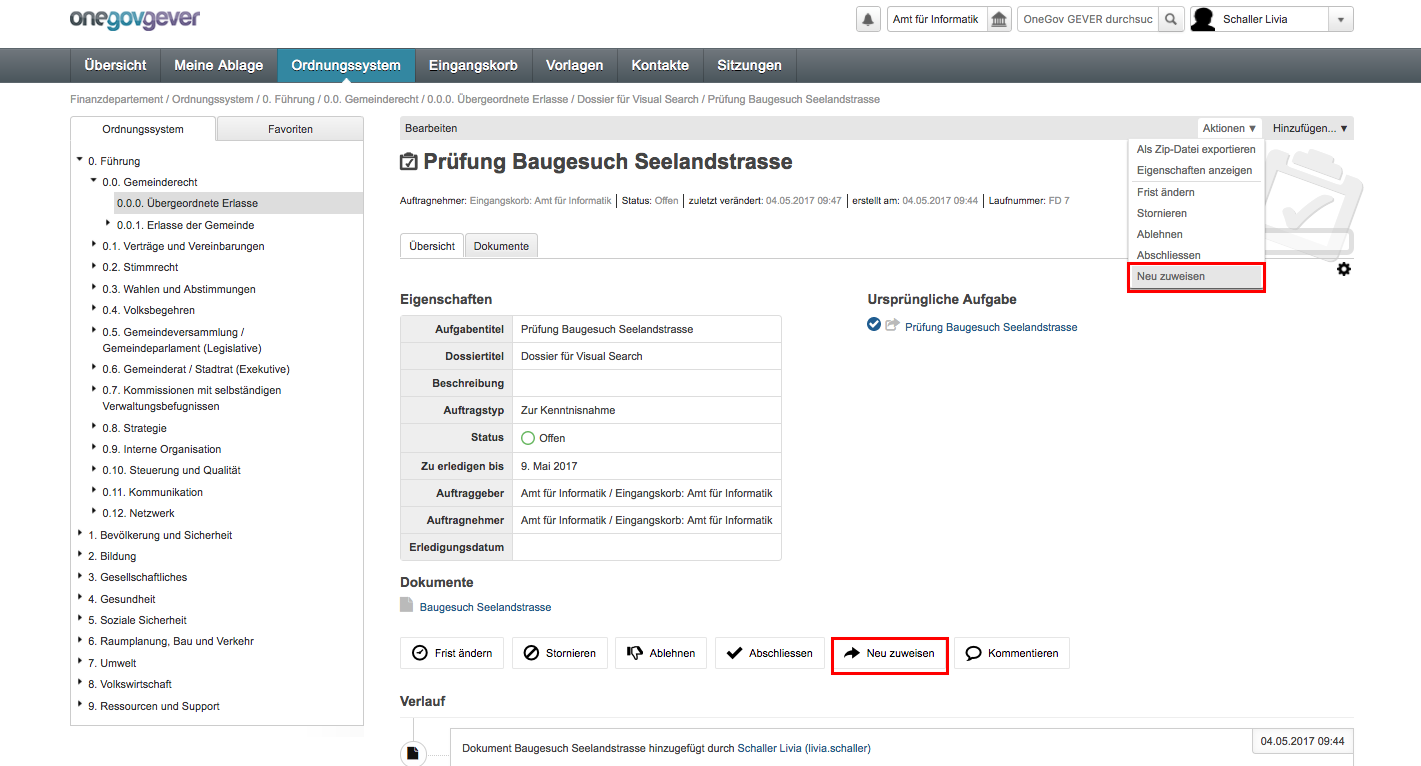 onegovgever
Amt für Informatik
OneGov GEVER durchsuc
Schaller Livia
Übersicht
Meine Ablage
Ordnungssystem
Eingangskorb
Vorlagen
Kontakte
Sitzungen
Finanzdepartement / Ordnungssystem / 0. Führung / 0.0. Gemeinderecht / 0.0.0. Übergeordnete Erlasse / Dossier für Visual Search / Prüfung Baugesuch Seelandstrasse
Ordnungssystem
Favoriten
0. Führung
0.0. Gemeinderecht
0.0.0. Übergeordnete Erlasse
0.0.1. Erlasse der Gemeinde
0.1. Verträge und Vereinbarungen
0.2. Stimmrecht
0.3. Wahlen und Abstimmungen
0.4. Volksbegehren
0.5. Gemeindeversammlung /
Gemeindeparlament (Legislative)
0.6. Gemeinderat / Stadtrat (Exekutive)
0.7. Kommissionen mit selbständigen
Verwaltungsbefugnissen
0.8. Strategie
0.9. Interne Organisation
0.10. Steuerung und Qualität
0.11. Kommunikation
0.12. Netzwerk
1. Bevölkerung und Sicherheit
2. Bildung
3. Gesellschaftliches
4. Gesundheit
5. Soziale Sicherheit
6. Raumplanung, Bau und Verkehr
7. Umwelt
8. Volkswirtschaft
9. Ressourcen und Support
Bearbeiten
Aktionen ▼
Hinzufügen... ▼
Als Zip-Datei exportieren
Eigenschaften anzeigen
Frist ändern
Stornieren
Ablehnen
Abschliessen
Neu zuweisen
Prüfung Baugesuch Seelandstrasse
Auftragnehmer: Eingangskorb: Amt für Informatik | Status: Offen | zuletzt verändert: 04.05.2017 09:47 | erstellt am: 04.05.2017 09:44 | Laufnummer: FD 7
Übersicht
Dokumente
Eigenschaften
Aufgabentitel Prüfung Baugesuch Seelandstrasse
Dossiertitel Dossier für Visual Search
Beschreibung
Auftragstyp Zur Kenntnisnahme
Status Offen
Zu erledigen bis 9. Mai 2017
Auftraggeber Amt für Informatik / Eingangskorb: Amt für Informatik
Auftragnehmer Amt für Informatik / Eingangskorb: Amt für Informatik
Erledigungsdatum
Ursprüngliche Aufgabe
Prüfung Baugesuch Seelandstrasse
Dokumente
Baugesuch Seelandstrasse
Frist ändern
Stornieren
Ablehnen
Abschliessen
Neu zuweisen
Kommentieren
Verlauf
Dokument Baugesuch Seelandstrasse hinzugefügt durch Schaller Livia (livia.schaller)
04.05.2017 09:44